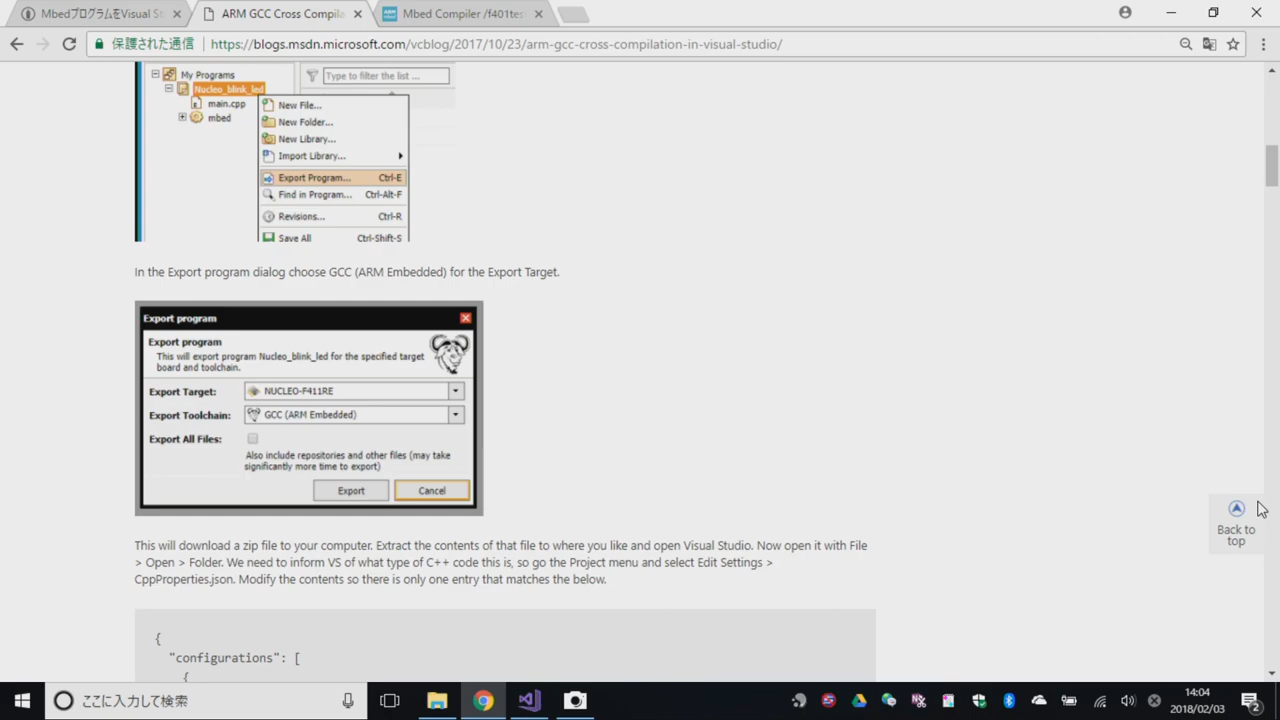 MbedプログラムをVisual St
ARM GCC Cross Compila
Mbed Compiler /f401tes
保護された通信
https://blogs.msdn.microsoft.com/vcblog/2017/10/23/arm-gcc-cross-compilation-in-visual-studio/
My Programs
Type to filter the list ...
Nucleo_blink_led
main.cpp
mbed
New File...
New Folder...
New Library...
Import Library...
Export Program... Ctrl-E
Find in Program... Ctrl-Alt-F
Revisions... Ctrl-R
Save All Ctrl-Shift-S
In the Export program dialog choose GCC (ARM Embedded) for the Export Target.
Export program
Export program
This will export program Nucleo_blink_led for the specified target
board and toolchain.
Export Target: NUCLEO-F411RE
Export Toolchain: GCC (ARM Embedded)
Export All Files:
Also include repositories and other files (may take
significantly more time to export)
Export Cancel
Back to
top
This will download a zip file to your computer. Extract the contents of that file to where you like and open Visual Studio. Now open it with File
> Open > Folder. We need to inform VS of what type of C++ code this is, so go the Project menu and select Edit Settings >
CppProperties.json. Modify the contents so there is only one entry that matches the below.
{
"configurations": [
{
ここに入力して検索
14:04
2018/02/03
2